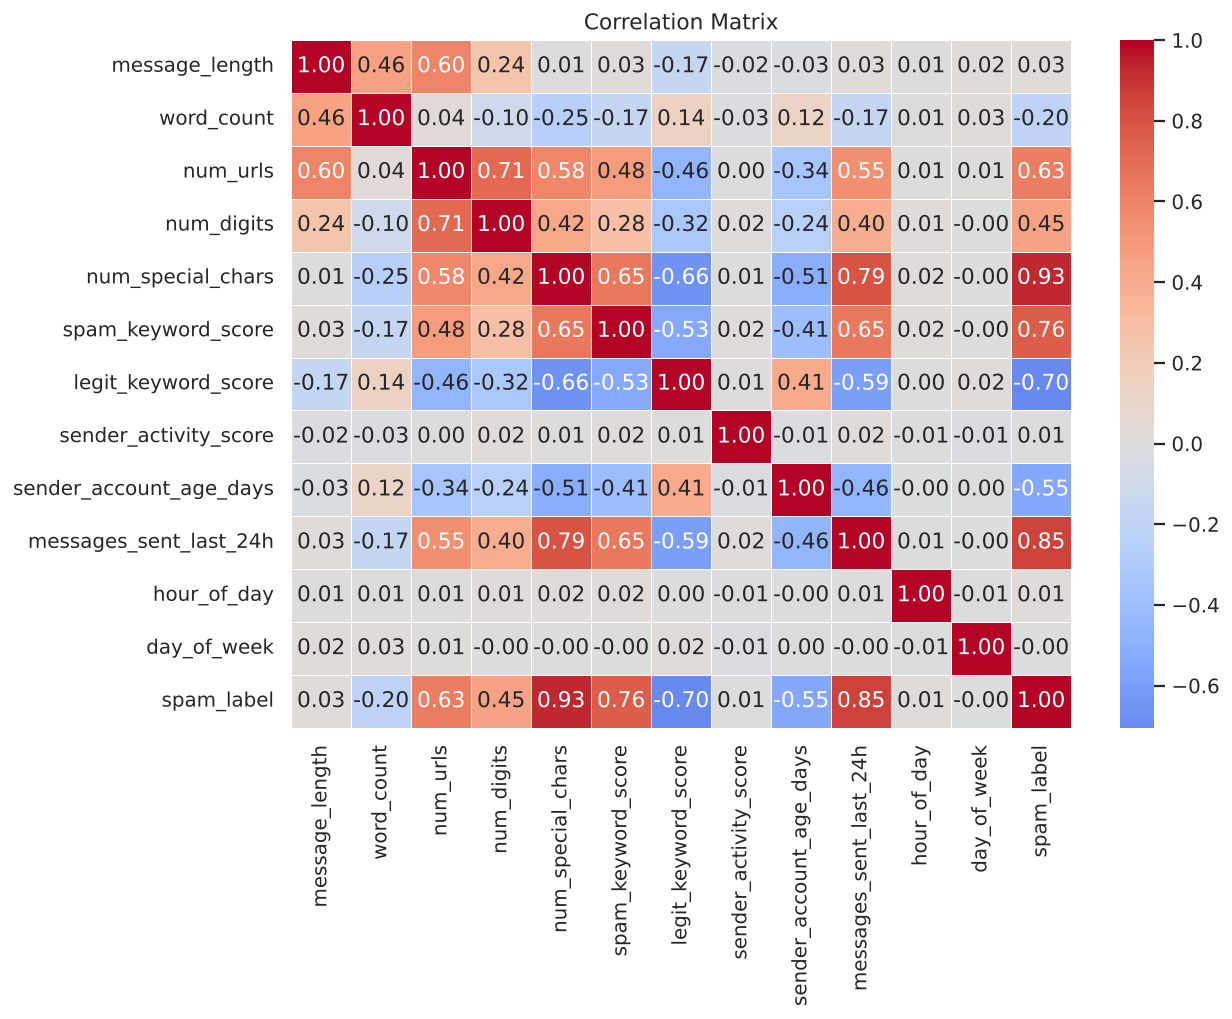 Correlation Matrix
message_length 1.00 0.46 0.60 0.24 0.01 0.03 -0.17 -0.02 -0.03 0.03 0.01 0.02 0.03
word_count 0.46 1.00 0.04 -0.10 -0.25 -0.17 0.14 -0.03 0.12 -0.17 0.01 0.03 -0.20
num_urls 0.60 0.04 1.00 0.71 0.58 0.48 -0.46 0.00 -0.34 0.55 0.01 0.01 0.63
num_digits 0.24 -0.10 0.71 1.00 0.42 0.28 -0.32 0.02 -0.24 0.40 0.01 -0.00 0.45
num_special_chars 0.01 -0.25 0.58 0.42 1.00 0.65 -0.66 0.01 -0.51 0.79 0.02 -0.00 0.93
spam_keyword_score 0.03 -0.17 0.48 0.28 0.65 1.00 -0.53 0.02 -0.41 0.65 0.02 -0.00 0.76
legit_keyword_score -0.17 0.14 -0.46 -0.32 -0.66 -0.53 1.00 0.01 0.41 -0.59 0.00 0.02 -0.70
sender_activity_score -0.02 -0.03 0.00 0.02 0.01 0.02 0.01 1.00 -0.01 0.02 -0.01 -0.01 0.01
sender_account_age_days -0.03 0.12 -0.34 -0.24 -0.51 -0.41 0.41 -0.01 1.00 -0.46 -0.00 0.00 -0.55
messages_sent_last_24h 0.03 -0.17 0.55 0.40 0.79 0.65 -0.59 0.02 -0.46 1.00 0.01 -0.00 0.85
hour_of_day 0.01 0.01 0.01 0.01 0.02 0.02 0.00 -0.01 -0.00 0.01 1.00 -0.01 0.01
day_of_week 0.02 0.03 0.01 -0.00 -0.00 -0.00 0.02 -0.01 0.00 -0.00 -0.01 1.00 -0.00
spam_label 0.03 -0.20 0.63 0.45 0.93 0.76 -0.70 0.01 -0.55 0.85 0.01 -0.00 1.00
message_length
word_count
num_urls
num_digits
num_special_chars
spam_keyword_score
legit_keyword_score
sender_activity_score
sender_account_age_days
messages_sent_last_24h
hour_of_day
day_of_week
spam_label
1.0
0.8
0.6
0.4
0.2
0.0
−0.2
−0.4
−0.6